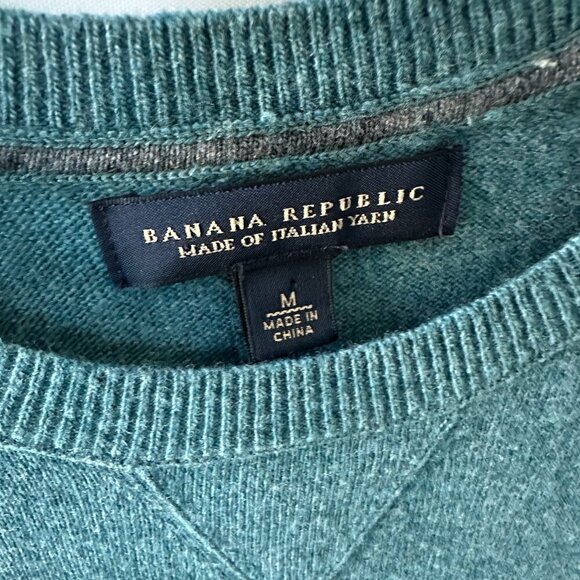 BANANA REPUBLIC
MADE OF ITALIAN YARN
M
MADE IN
CHINA